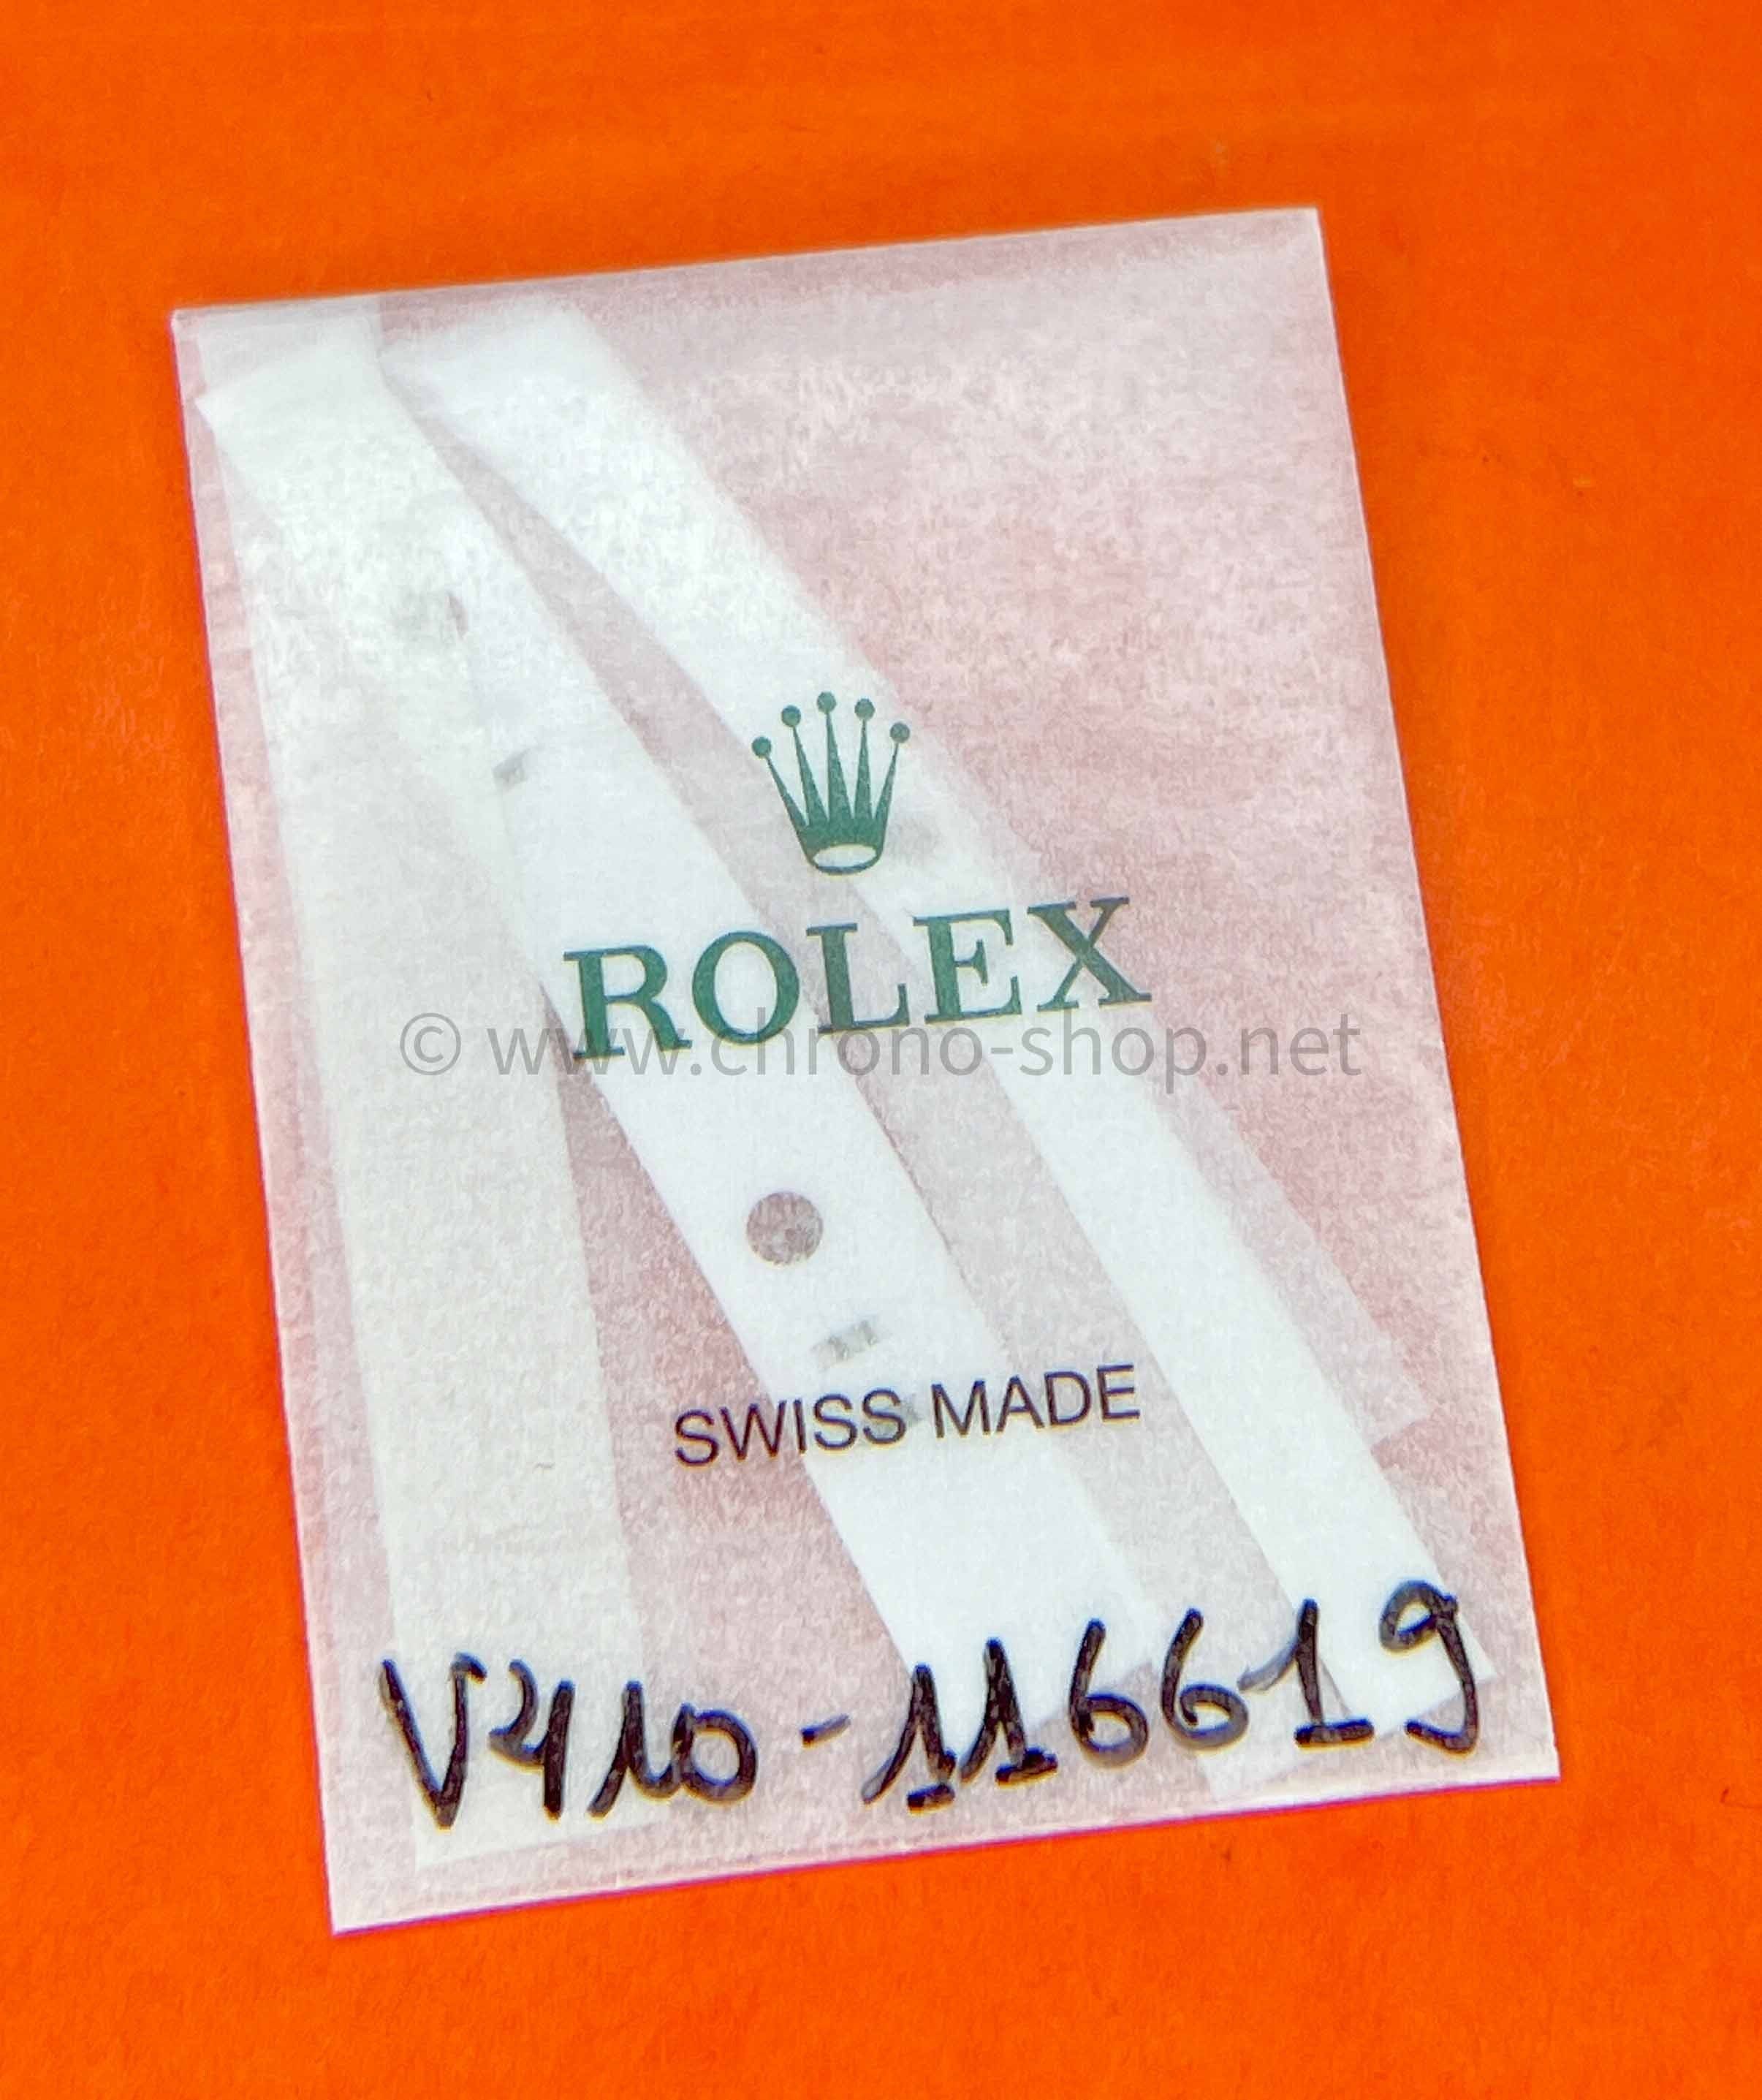 ROLEX
© www.chrono-shop.net
SWISS MADE
V410-116619